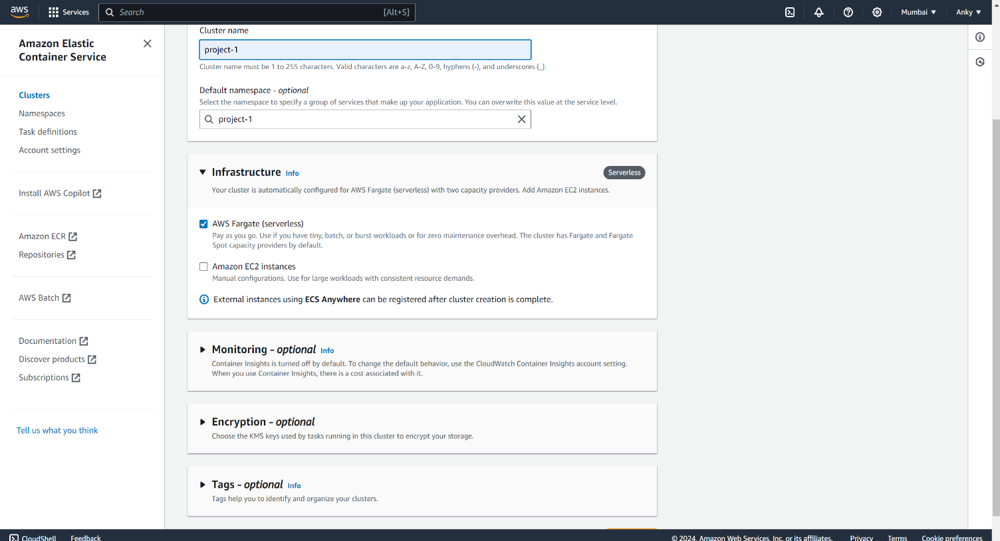 aws
Services
Search
[Alt+S]
Mumbai ▼
Anky ▼
Amazon Elastic
Container Service
Clusters
Namespaces
Task definitions
Account settings
Install AWS Copilot
Amazon ECR
Repositories
AWS Batch
Documentation
Discover products
Subscriptions
Tell us what you think
Cluster name
project-1
Cluster name must be 1 to 255 characters. Valid characters are a-z, A-Z, 0-9, hyphens (-), and underscores (_).
Default namespace - optional
Select the namespace to specify a group of services that make up your application. You can overwrite this value at the service level.
project-1
Infrastructure Info
Serverless
Your cluster is automatically configured for AWS Fargate (serverless) with two capacity providers. Add Amazon EC2 instances.
AWS Fargate (serverless)
Pay as you go. Use if you have tiny, batch, or burst workloads or for zero maintenance overhead. The cluster has Fargate and Fargate
Spot capacity providers by default.
Amazon EC2 instances
Manual configurations. Use for large workloads with consistent resource demands.
External instances using ECS Anywhere can be registered after cluster creation is complete.
Monitoring - optional Info
Container Insights is turned off by default. To change the default behavior, use the CloudWatch Container Insights account setting.
When you use Container Insights, there is a cost associated with it.
Encryption - optional
Choose the KMS keys used by tasks running in this cluster to encrypt your storage.
Tags - optional Info
Tags help you to identify and organize your clusters.
CloudShell
Feedback
© 2024, Amazon Web Services, Inc. or its affiliates.
Privacy
Terms
Cookie preferences